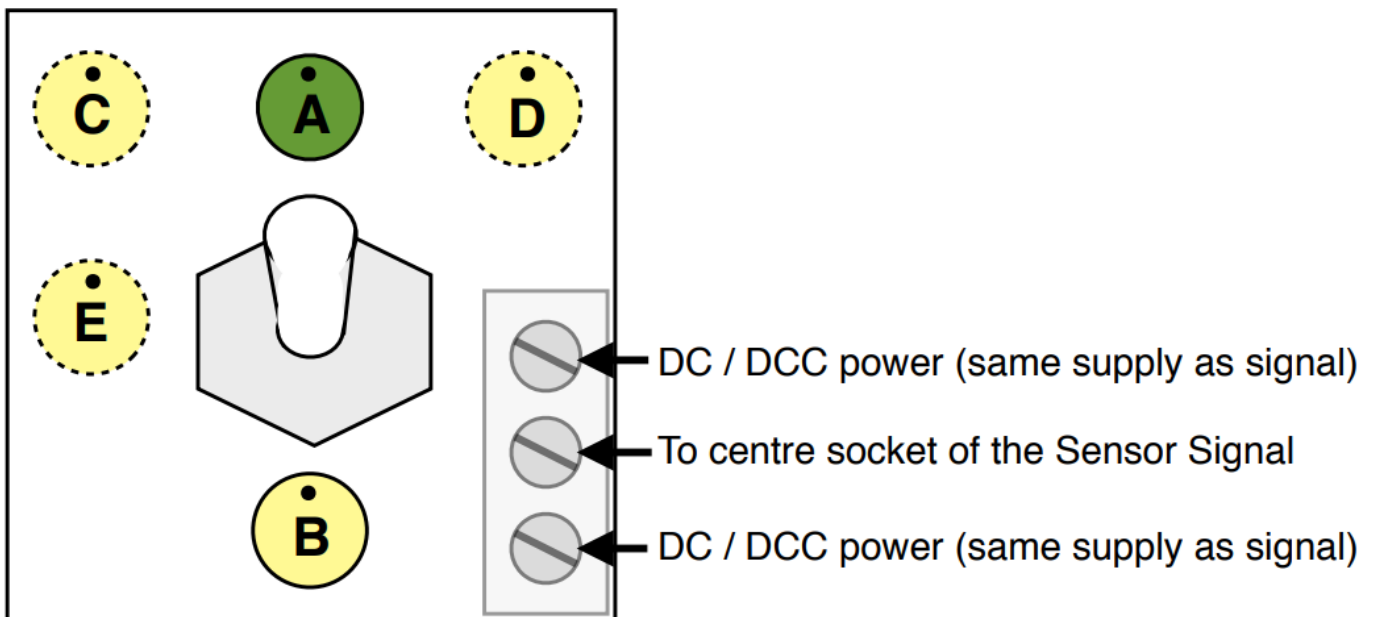 C
A
D
E
DC / DCC power (same supply as signal)
To centre socket of the Sensor Signal
B
DC / DCC power (same supply as signal)